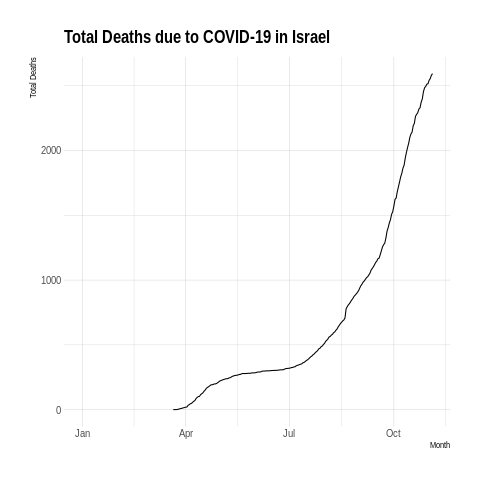 Total Deaths due to COVID-19 in Israel
Total Deaths
2000
1000
0
Jan Apr Jul Oct
Month